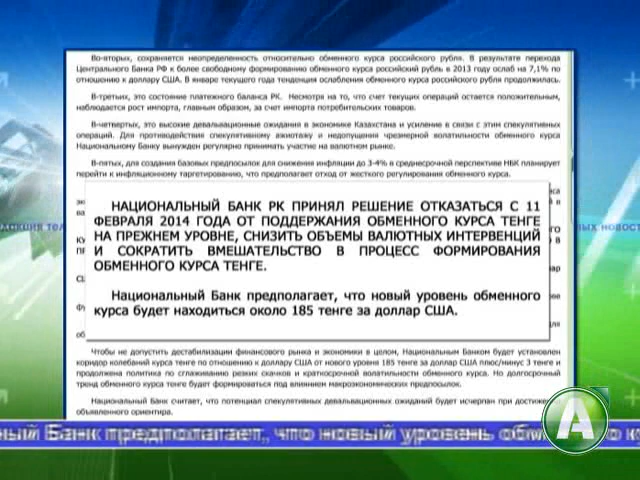 Во-вторых, сохраняется неопределенность относительно обменного курса российского рубля. В результате перехода
Центрального Банка РФ к более свободному формированию обменного курса российский рубль в 2013 году ослаб на 7,1% по
отношению к доллару США. В январе текущего года тенденция ослабления обменного курса российского рубля продолжилась.
В-третьих, это состояние платежного баланса РК. Несмотря на то, что счет текущих операций остается положительным,
наблюдается рост импорта, главным образом, за счет импорта потребительских товаров.
В-четвертых, это высокие девальвационные ожидания в экономике Казахстана и усиление в связи с этим спекулятивных
операций. Для противодействия спекулятивному ажиотажу и недопущения чрезмерной волатильности обменного курса
Национальному Банку вынужден регулярно принимать участие на валютном рынке.
В-пятых, для создания базовых предпосылок для снижения инфляции до 3-4% в среднесрочной перспективе НБК планирует
перейти к инфляционному таргетированию, что предполагает отход от жесткого регулирования обменного курса.
НАЦИОНАЛЬНЫЙ БАНК РК ПРИНЯЛ РЕШЕНИЕ ОТКАЗАТЬСЯ С 11
ФЕВРАЛЯ 2014 ГОДА ОТ ПОДДЕРЖАНИЯ ОБМЕННОГО КУРСА ТЕНГЕ
НА ПРЕЖНЕМ УРОВНЕ, СНИЗИТЬ ОБЪЕМЫ ВАЛЮТНЫХ ИНТЕРВЕНЦИЙ
И СОКРАТИТЬ ВМЕШАТЕЛЬСТВО В ПРОЦЕСС ФОРМИРОВАНИЯ
ОБМЕННОГО КУРСА ТЕНГЕ.
Национальный Банк предполагает, что новый уровень обменного
курса будет находиться около 185 тенге за доллар США.
Чтобы не допустить дестабилизации финансового рынка и экономики в целом, Национальным Банком будет установлен
коридор колебаний курса тенге по отношению к доллару США от нового уровня 185 тенге за доллар США плюс/минус 3 тенге и
продолжена политика по сглаживанию резких скачков и краткосрочной волатильности обменного курса. Но долгосрочный
тренд обменного курса тенге будет формироваться под влиянием макроэкономических предпосылок.
Национальный Банк считает, что потенциал спекулятивных девальвационных ожиданий будет исчерпан при достижени
объявленного ориентира.
А
ный Банк предполагает, что новый уровень обм